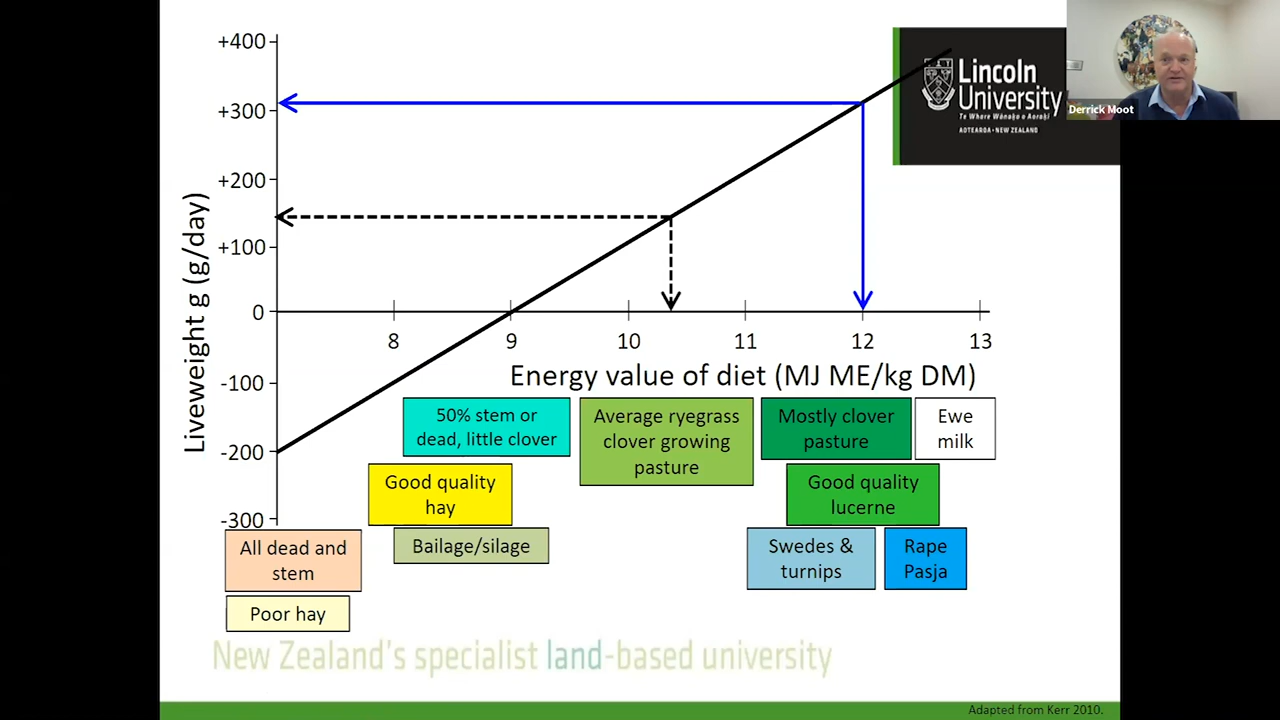 +400
+300
+200
+100
0
-100
-200
-300
Liveweight g (g/day)
8
9
10
11
12
13
Energy value of diet (MJ ME/kg DM)
50% stem or
dead, little clover
Average ryegrass
clover growing
pasture
Mostly clover
pasture
Ewe
milk
Good quality
hay
Good quality
lucerne
Bailage/silage
Swedes &
turnips
Rape
Pasja
All dead and
stem
Poor hay
Lincoln
University
Te Whare Wānaka o Aoraki
AOTEAROA • NEW ZEALAND
Derrick Moot
New Zealand's specialist land-based university
Adapted from Kerr 2010.